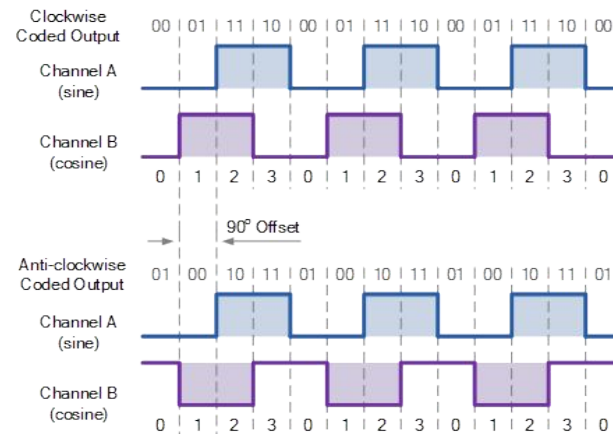 Clockwise
Coded Output
00 01 11 10 00 01 11 10 00 01 11 10 00
Channel A
(sine)
Channel B
(cosine)
0 1 2 3 0 1 2 3 0 1 2 3 0
90° Offset
Anti-clockwise
Coded Output
01 00 10 11 01 00 10 11 01 00 10 11 01
Channel A
(sine)
Channel B
(cosine)
0 1 2 3 0 1 2 3 0 1 2 3 0